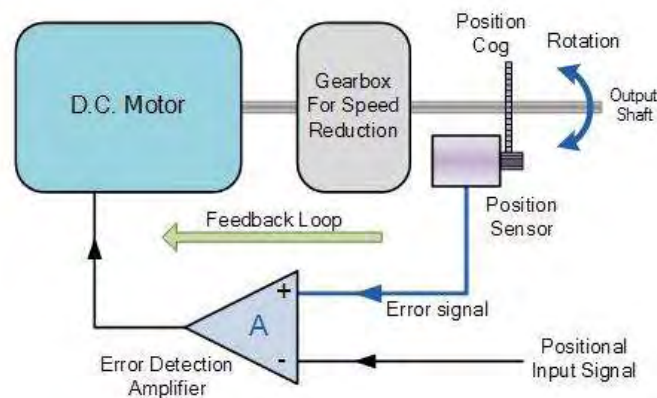 D.C. Motor
Gearbox
For Speed
Reduction
Position
Cog
Rotation
Output
Shaft
Position
Sensor
Feedback Loop
+
A
-
Error signal
Error Detection
Amplifier
Positional
Input Signal